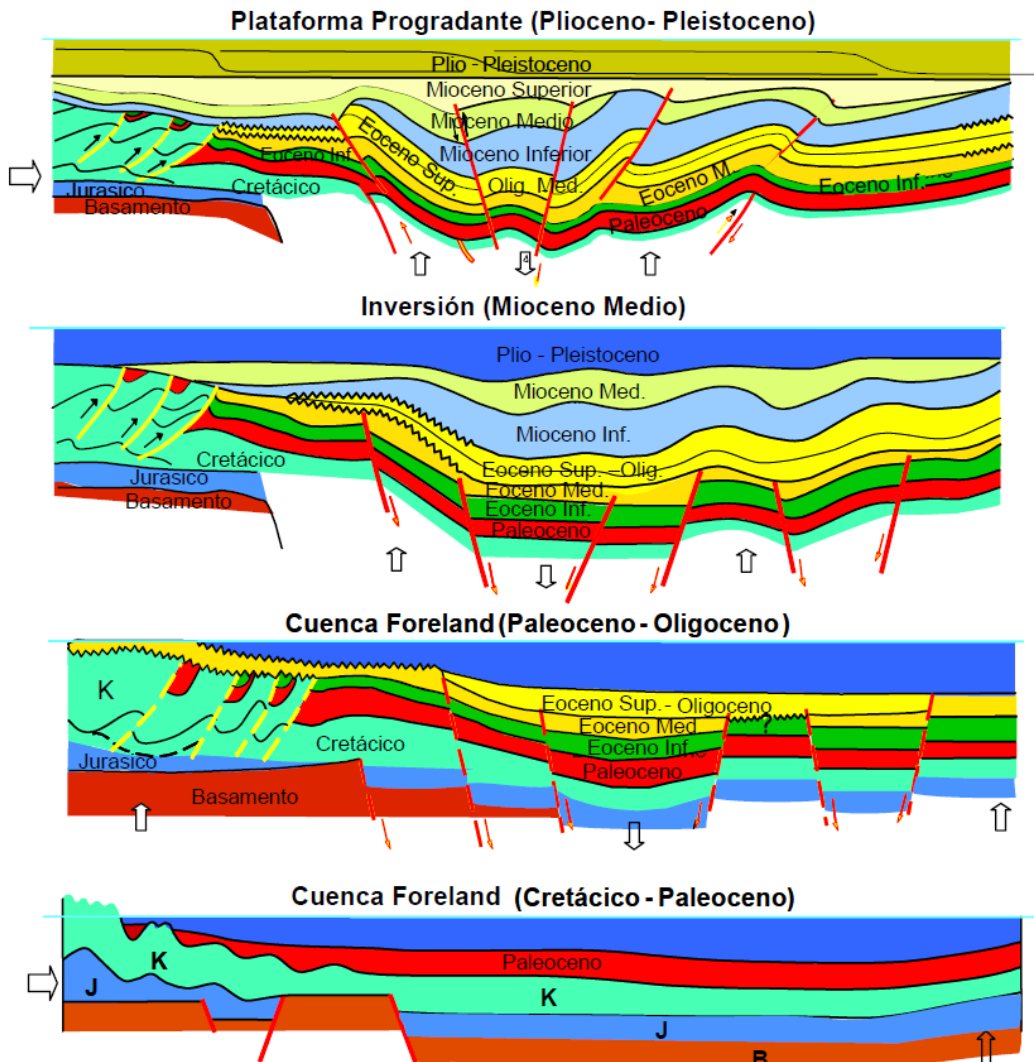 Plataforma Progradante (Plioceno- Pleistoceno)
Plio - Pleistoceno
Mioceno Superior
Mioceno Medio
Mioceno Inferior
Eoceno Sup.
Eoceno Inf
Olig. Med.
Eoceno M.
Eoceno Inf.
Cretácico
Paleoceno
Jurasico
Basamento
Inversión (Mioceno Medio)
Plio - Pleistoceno
Mioceno Med.
Mioceno Inf.
Cretácico
Eoceno Sup. –Olig.
Jurasico
Eoceno Med.
Basamento
Eoceno Inf.
Paleoceno
Cuenca Foreland (Paleoceno - Oligoceno)
K
Eoceno Sup. - Oligoceno
Eoceno Med
?
Cretácico
Eoceno Inf
Jurasico
Paleoceno
Basamento
Cuenca Foreland (Cretácico - Paleoceno)
K
Paleoceno
J
K
J
B